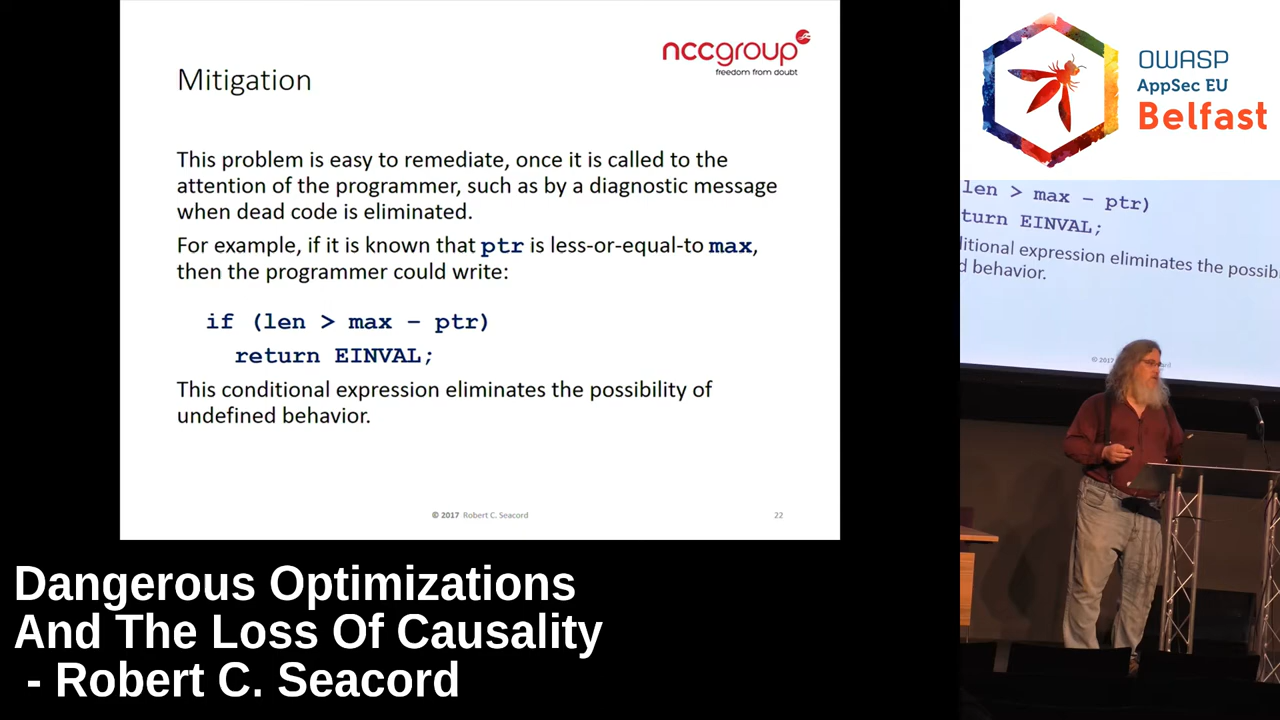 Mitigation
nccgroup
freedom from doubt
This problem is easy to remediate, once it is called to the
attention of the programmer, such as by a diagnostic message
when dead code is eliminated.
For example, if it is known that ptr is less-or-equal-to max,
then the programmer could write:
if (len > max – ptr)
return EINVAL;
This conditional expression eliminates the possibility of
undefined behavior.
© 2017 Robert C. Seacord
22
OWASP
AppSec EU
Belfast
len > max – ptr)
turn EINVAL;
ditional expression eliminates the possib
d behavior.
© 2017
Dangerous Optimizations
And The Loss Of Causality
- Robert C. Seacord